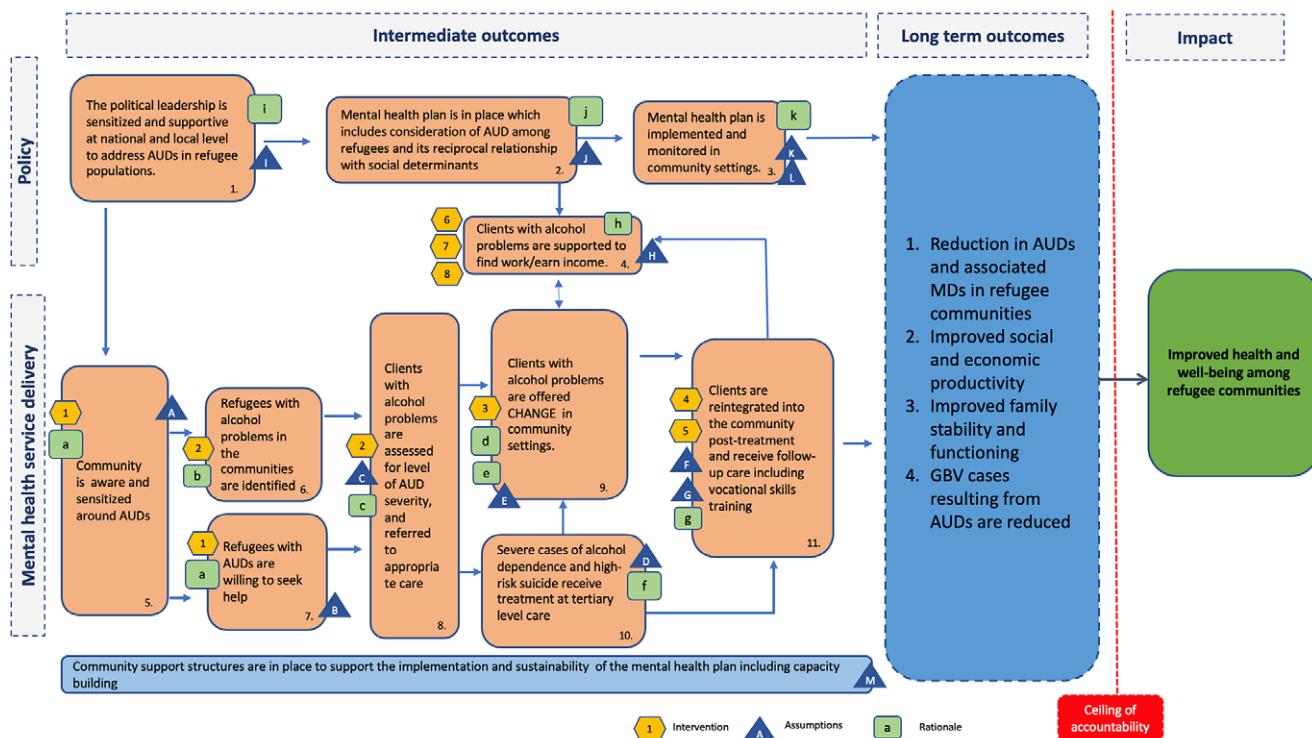 Intermediate outcomes
Long term outcomes
Impact
Policy
The political leadership is
sensitized and supportive
at national and local level
to address AUDs in refugee
populations.
1.
i
I
Mental health plan is in place which
includes consideration of AUD among
refugees and its reciprocal relationship
with social determinants
2.
j
J
Mental health plan is
implemented and
monitored in
community settings.
3.
k
K
L
6
7
8
Clients with alcohol
problems are supported to
find work/earn income.
4.
h
H
Mental health service delivery
1
a
A
Community
is aware and
sensitized
around AUDs
5.
Refugees with
alcohol
problems in
the
communities
are identified
6.
2
b
1
a
Refugees with
AUDs are
willing to seek
help
7.
B
Clients
with
alcohol
problems
are
assessed
for level
of AUD
severity,
and
referred
to
appropria
te care
8.
2
C
c
Clients with
alcohol problems
are offered
CHANGE in
community
settings.
9.
3
d
e
E
Severe cases of alcohol
dependence and high-
risk suicide receive
treatment at tertiary
level care
10.
D
f
Clients are
reintegrated into
the community
post-treatment
and receive follow-
up care including
vocational skills
training
11.
4
5
F
G
g
1. Reduction in AUDs
and associated
MDs in refugee
communities
2. Improved social
and economic
productivity
3. Improved family
stability and
functioning
4. GBV cases
resulting from
AUDs are reduced
Improved health and
well-being among
refugee communities
Community support structures are in place to support the implementation and sustainability of the mental health plan including capacity
building
M
Ceiling of
accountability
1 Intervention
A Assumptions
a Rationale